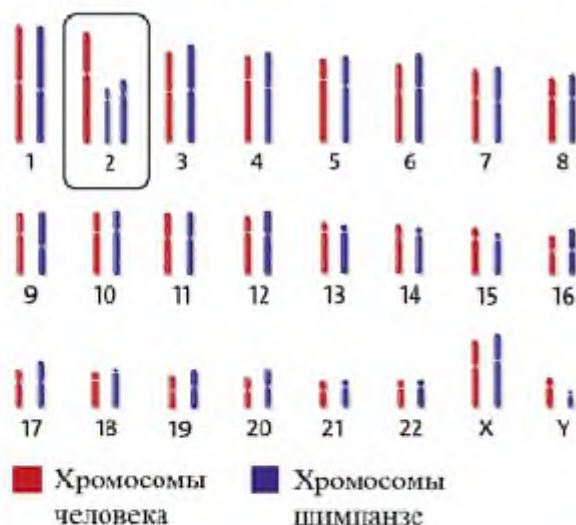 1 2 3 4 5 6 7 8
9 10 11 12 13 14 15 16
17 18 19 20 21 22 X Y
Хромосомы
человека
Хромосомы
шимпанзе